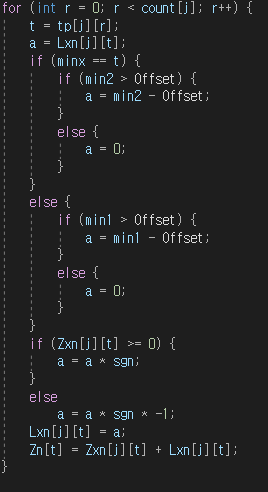 for (int r = 0; r < count[j]; r++) {
    t = tp[j][r];
    a = Lxn[j][t];
    if (minx == t) {
        if (min2 > Offset) {
            a = min2 - Offset;
        }
        else {
            a = 0;
        }
    }
    else {
        if (min1 > Offset) {
            a = min1 - Offset;
        }
        else {
            a = 0;
        }
    }
    if (Zxn[j][t] >= 0) {
        a = a * sgn;
    }
    else
        a = a * sgn * -1;
    Lxn[j][t] = a;
    Zn[t] = Zxn[j][t] + Lxn[j][t];
}